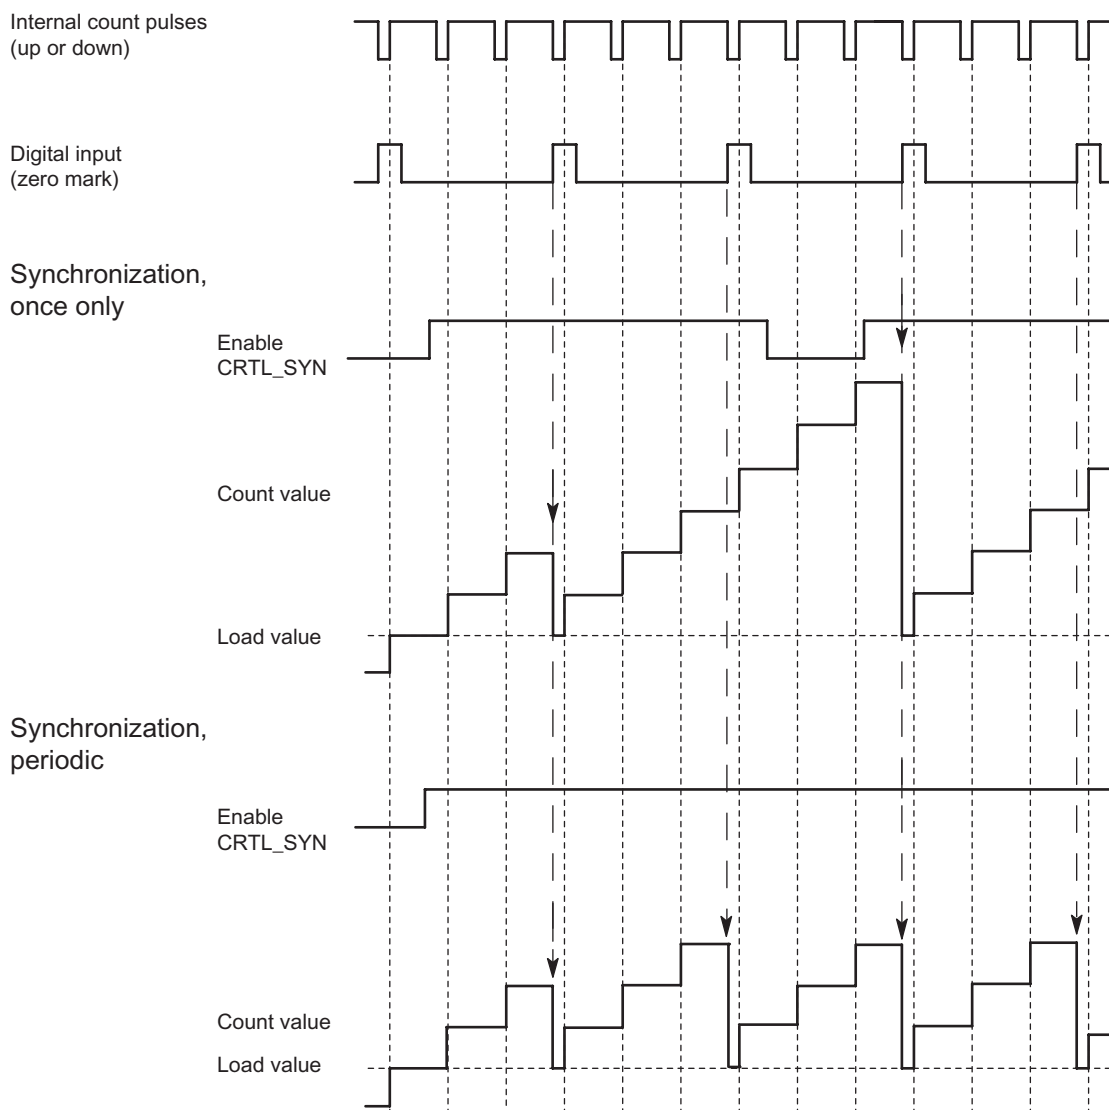 Internal count pulses
(up or down)
Digital input
(zero mark)
Synchronization,
once only
Enable
CRTL_SYN
Count value
Load value
Synchronization,
periodic
Enable
CRTL_SYN
Count value
Load value